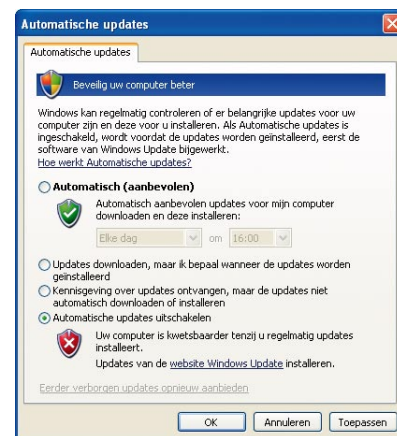 Automatische updates
Automatische updates
Beveilig uw computer beter
Windows kan regelmatig controleren of er belangrijke updates voor uw
computer zijn en deze voor u installeren. Als Automatische updates is
ingeschakeld, wordt voordat de updates worden geïnstalleerd, eerst de
software van Windows Update bijgewerkt.
Hoe werkt Automatische updates?
Automatisch (aanbevolen)
Automatisch aanbevolen updates voor mijn computer
downloaden en deze installeren:
Elke dag om 16:00
Updates downloaden, maar ik bepaal wanneer de updates worden
geïnstalleerd
Kennisgeving over updates ontvangen, maar de updates niet
automatisch downloaden of installeren
Automatische updates uitschakelen
Uw computer is kwetsbaarder tenzij u regelmatig updates
installeert.
Updates van de website Windows Update installeren.
Eerder verborgen updates opnieuw aanbieden
OK Annuleren Toepassen